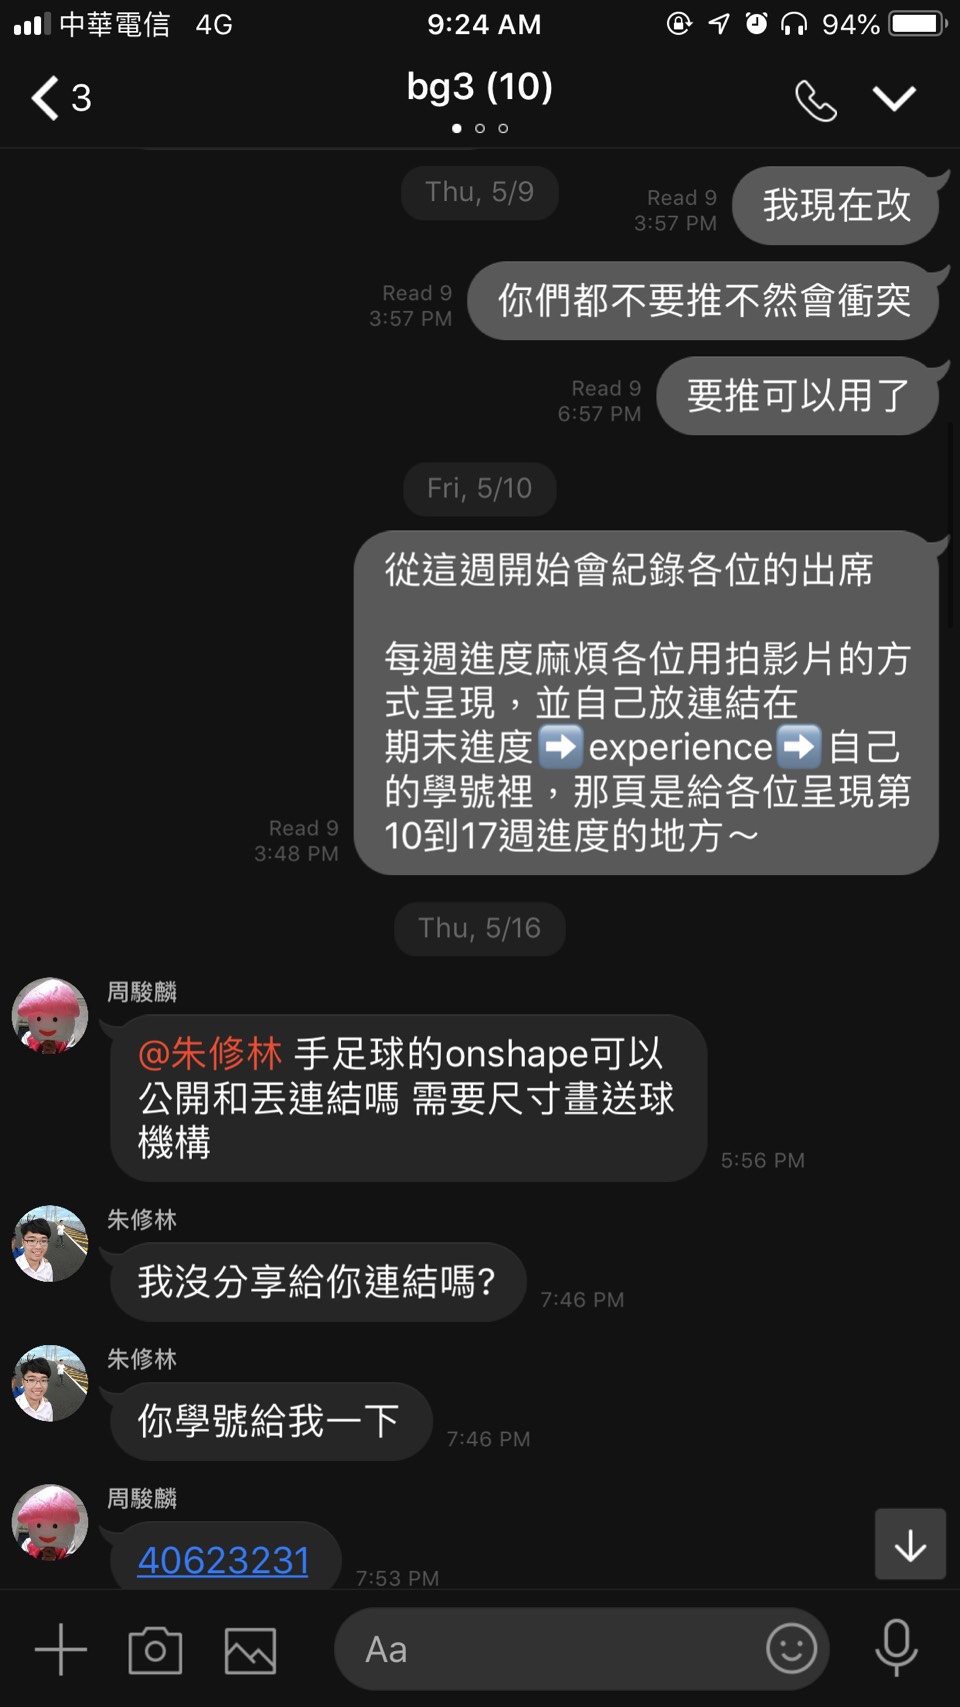 中華電信 4G 9:24 AM 94%
3 bg3 (10)
Thu, 5/9
我現在改
Read 9
3:57 PM
你們都不要推不然會衝突
Read 9
3:57 PM
要推可以用了
Read 9
6:57 PM
Fri, 5/10
從這週開始會紀錄各位的出席
每週進度麻煩各位用拍影片的方
式呈現，並自己放連結在
期末進度➡️experience➡️自己
的學號裡，那頁是給各位呈現第
10到17週進度的地方～
Read 9
3:48 PM
Thu, 5/16
周駿麟
@朱修林 手足球的onshape可以
公開和丟連結嗎 需要尺寸畫送球
機構
5:56 PM
朱修林
我沒分享給你連結嗎?
7:46 PM
朱修林
你學號給我一下
7:46 PM
周駿麟
40623231
7:53 PM
Aa